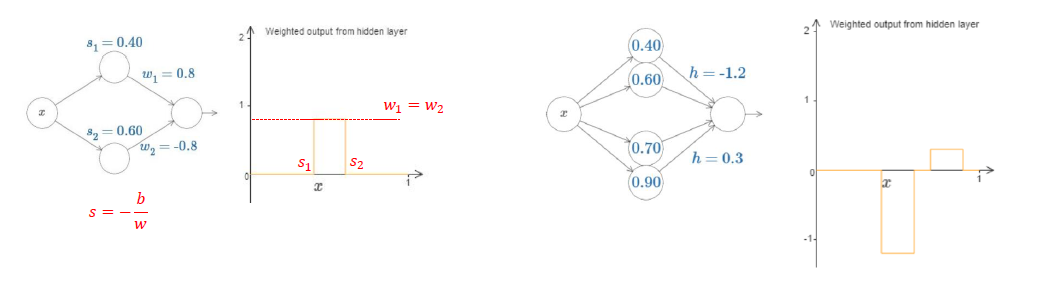 s₁ = 0.40
w₁ = 0.8
x
s₂ = 0.60
w₂ = -0.8
s = − b/w
Weighted output from hidden layer
2
1
w₁ = w₂
s₁
s₂
0
x
1
0.40
0.60
h = -1.2
x
0.70
h = 0.3
0.90
Weighted output from hidden layer
2
1
0
x
1
-1